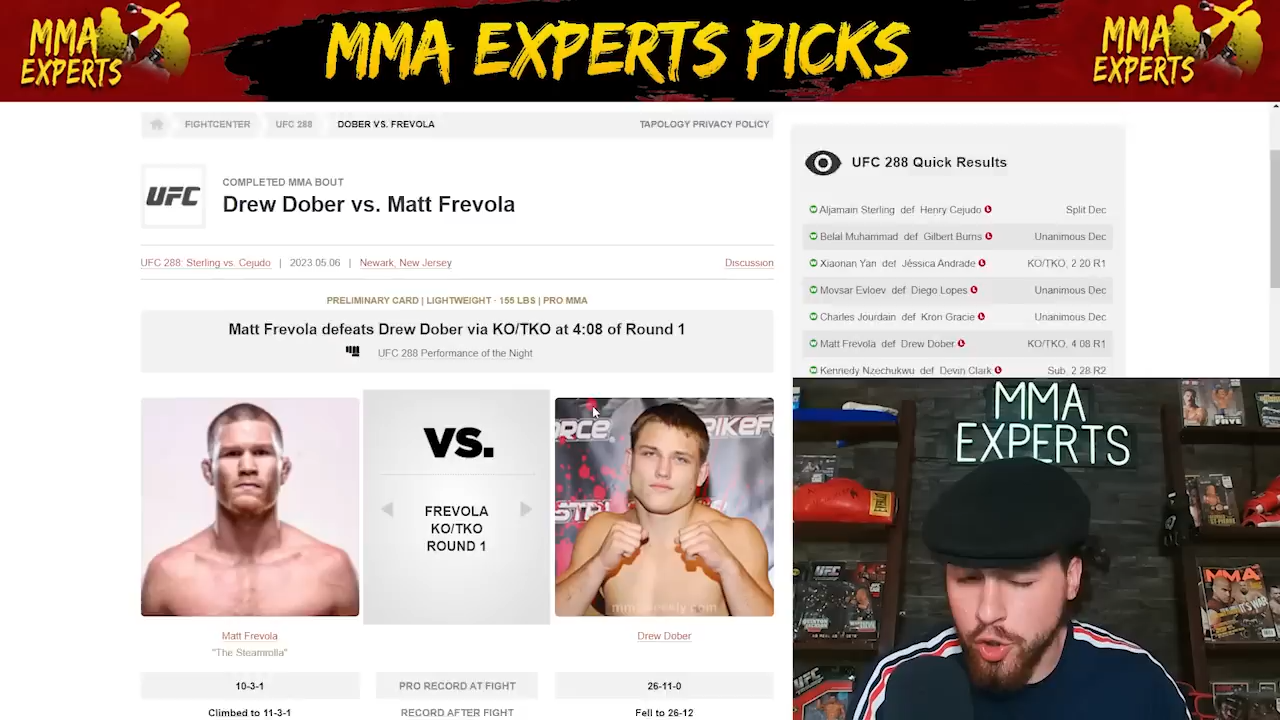 MMA EXPERTS
MMA EXPERTS PICKS
MMA EXPERTS
FIGHTCENTER UFC 288 DOBER VS. FREVOLA TAPOLOGY PRIVACY POLICY
UFC
COMPLETED MMA BOUT
Drew Dober vs. Matt Frevola
UFC 288: Sterling vs. Cejudo | 2023.05.06 | Newark, New Jersey Discussion
PRELIMINARY CARD | LIGHTWEIGHT · 155 LBS | PRO MMA
Matt Frevola defeats Drew Dober via KO/TKO at 4:08 of Round 1
UFC 288 Performance of the Night
VS.
FREVOLA
KO/TKO
ROUND 1
Matt Frevola
"The Steamrolla"
Drew Dober
10-3-1 PRO RECORD AT FIGHT 26-11-0
Climbed to 11-3-1 RECORD AFTER FIGHT Fell to 26-12
UFC 288 Quick Results
W Aljamain Sterling def Henry Cejudo L Split Dec
W Belal Muhammad def Gilbert Burns L Unanimous Dec
W Xiaonan Yan def Jéssica Andrade L KO/TKO, 2 20 R1
W Movsar Evloev def Diego Lopes L Unanimous Dec
W Charles Jourdain def Kron Gracie L Unanimous Dec
W Matt Frevola def Drew Dober L KO/TKO, 4 08 R1
W Kennedy Nzechukwu def Devin Clark L Sub, 2 28 R2
MMA
EXPERTS
FRYE
UFC
MMA
UFC